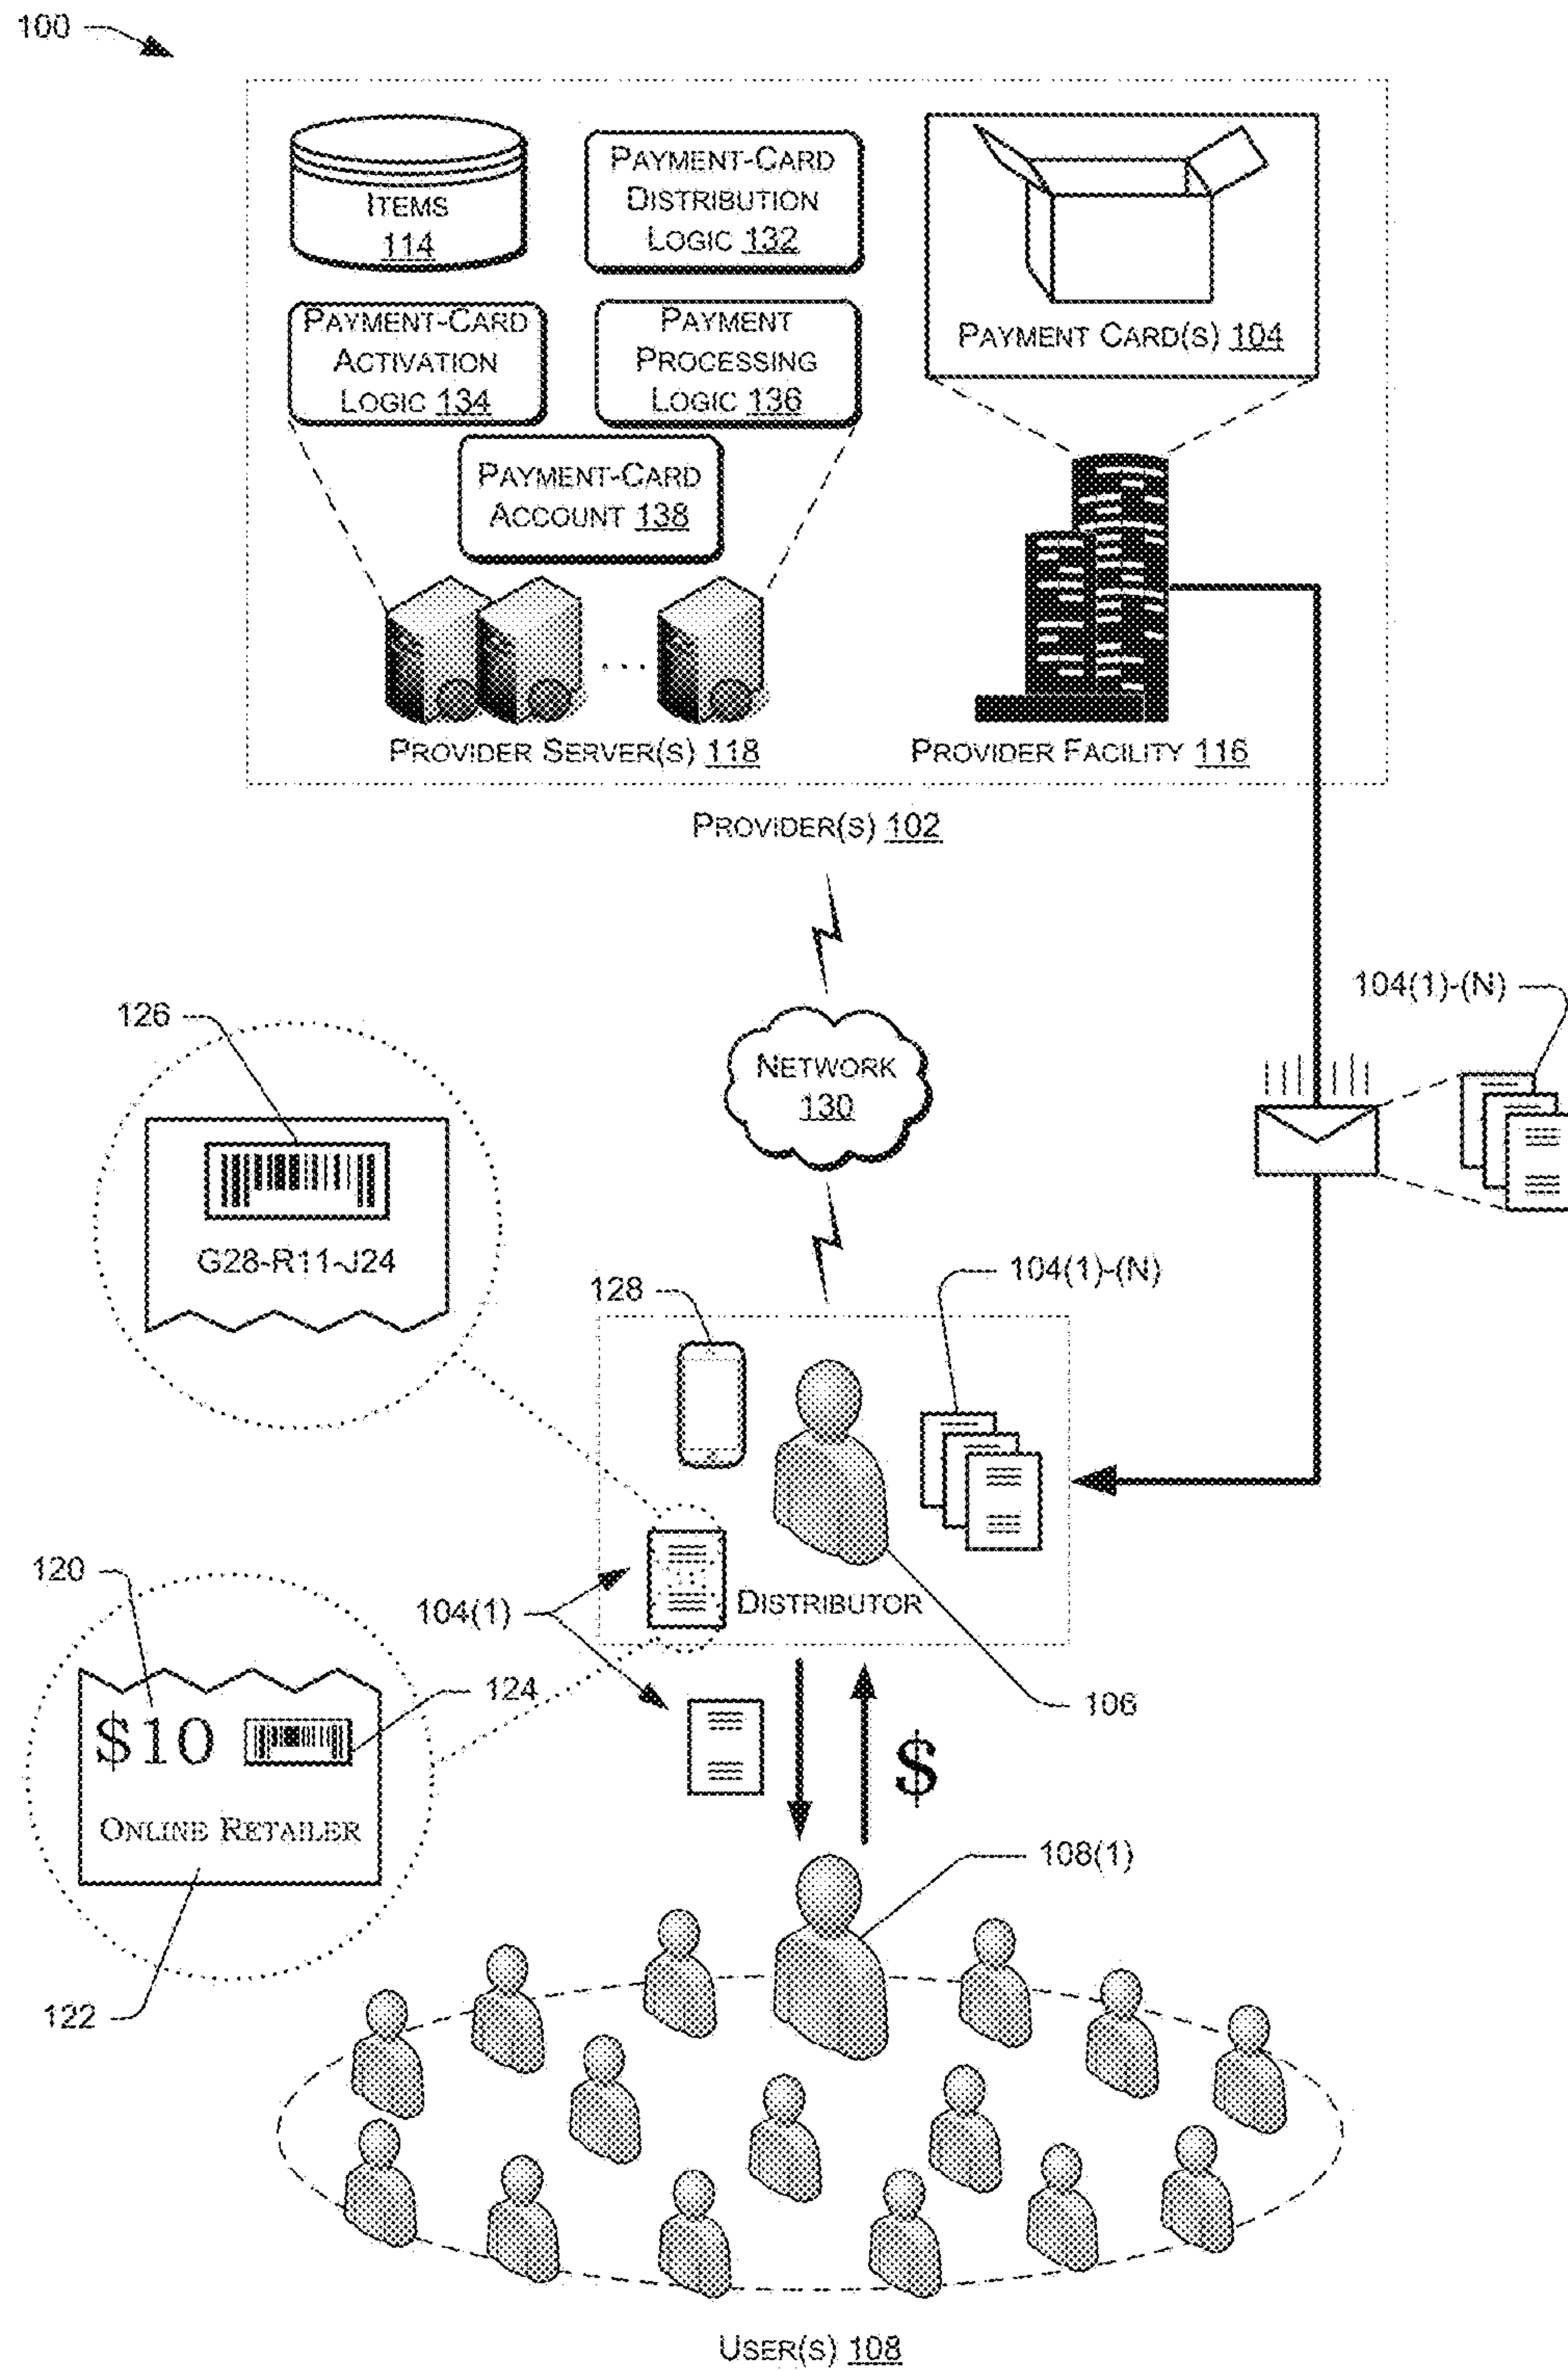 100
ITEMS
114
PAYMENT-CARD
DISTRIBUTION
LOGIC 132
PAYMENT-CARD
ACTIVATION
LOGIC 134
PAYMENT
PROCESSING
LOGIC 136
PAYMENT CARD(S) 104
PAYMENT-CARD
ACCOUNT 138
PROVIDER SERVER(S) 118
PROVIDER FACILITY 116
PROVIDER(S) 102
104(1)-(N)
126
NETWORK
130
G28-R11-J24
128
104(1)-(N)
120
104(1)
DISTRIBUTOR
124
106
$10
$
ONLINE RETAILER
108(1)
122
USER(S) 108